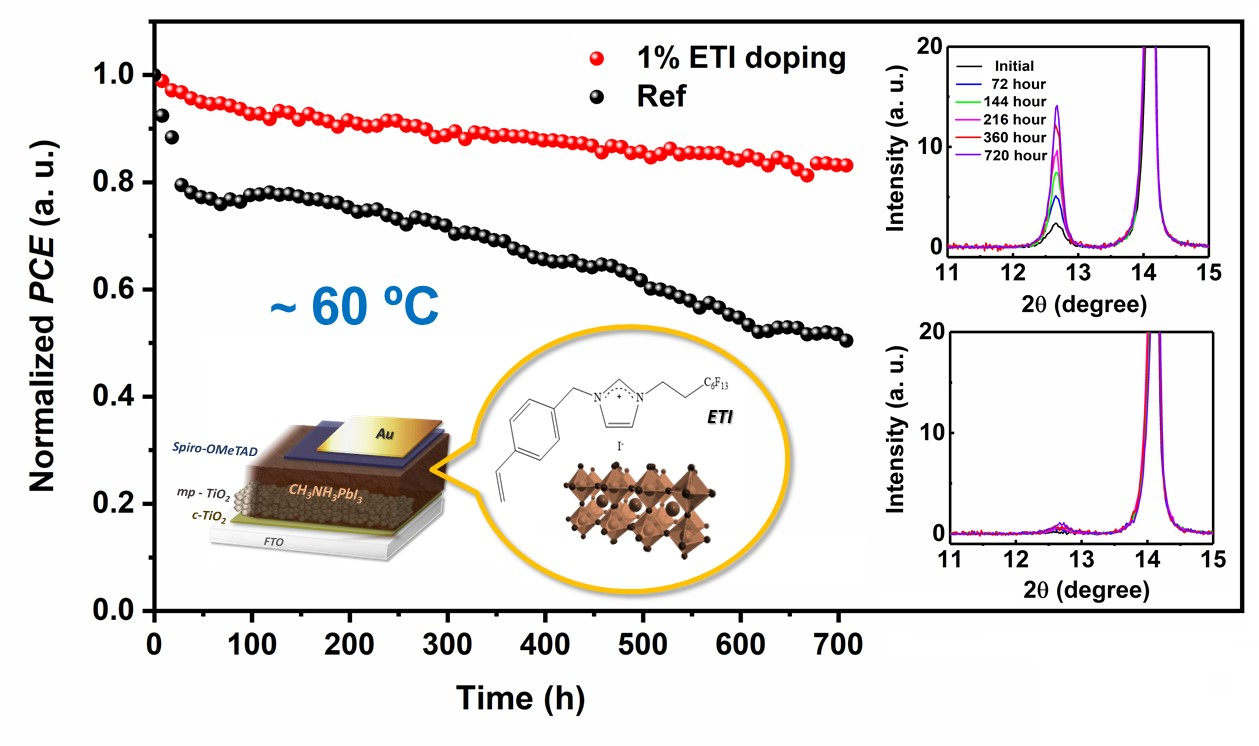 1% ETI doping
Ref
1.0
0.8
0.6
0.4
0.2
0.0
Normalized PCE (a. u.)
~ 60 ºC
0 100 200 300 400 500 600 700
Time (h)
Au
Spiro-OMeTAD
CH₃NH₃PbI₃
mp - TiO₂
c-TiO₂
FTO
N + N
C₆F₁₃
ETI
I⁻
20
10
0
Intensity (a. u.)
Initial
72 hour
144 hour
216 hour
360 hour
720 hour
11 12 13 14 15
2θ (degree)
20
10
0
Intensity (a. u.)
11 12 13 14 15
2θ (degree)